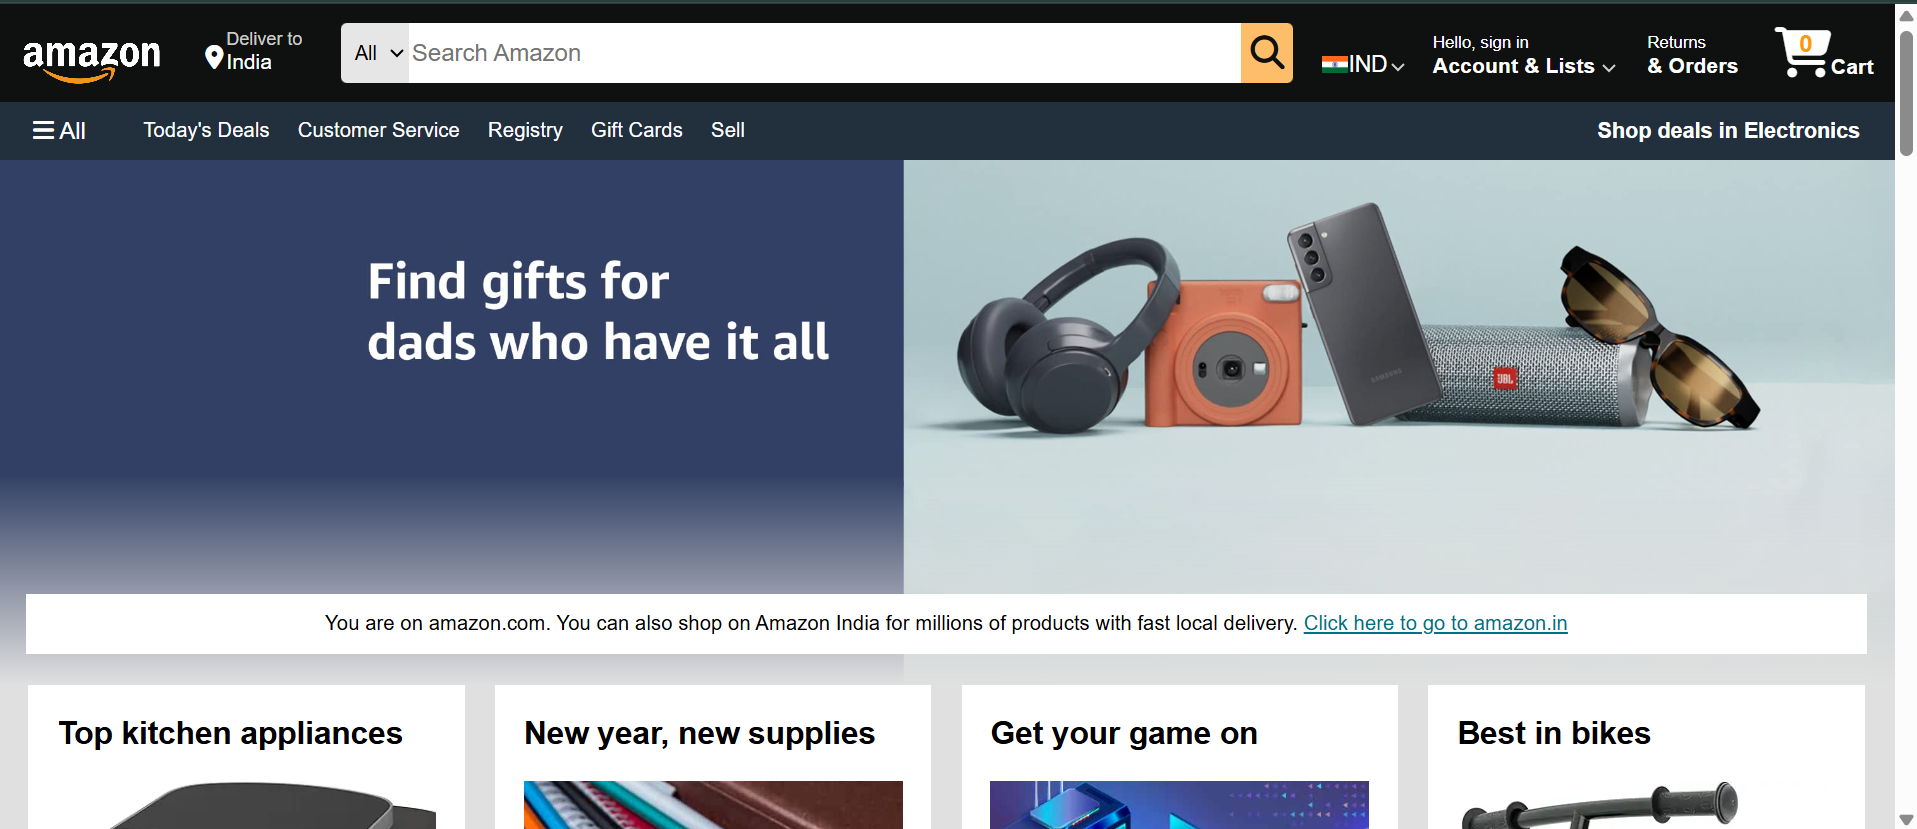 amazon
Deliver to
India
All
Search Amazon
IND
Hello, sign in
Account & Lists
Returns
& Orders
0
Cart
All
Today's Deals
Customer Service
Registry
Gift Cards
Sell
Shop deals in Electronics
Find gifts for
dads who have it all
SAMSUNG
JBL
You are on amazon.com. You can also shop on Amazon India for millions of products with fast local delivery. Click here to go to amazon.in
Top kitchen appliances
New year, new supplies
Get your game on
Best in bikes